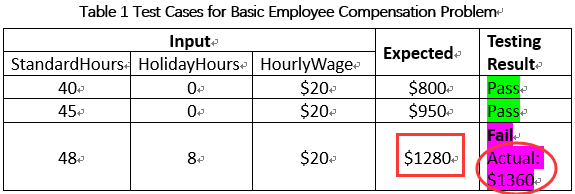 Table 1 Test Cases for Basic Employee Compensation Problem↵
Input↵ Expected↵ Testing Result↵
StandardHours↵ HolidayHours↵ HourlyWage↵
40↵ 0↵ $20↵ $800↵ Pass↵
45↵ 0↵ $20↵ $950↵ Pass↵
48↵ 8↵ $20↵ $1280↵ Fail↵
Actual:
$1360↵